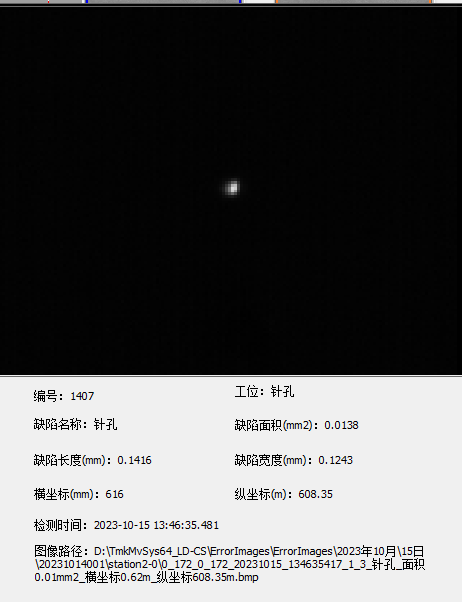 编号：1407
工位：针孔
缺陷名称：针孔
缺陷面积(mm2)：0.0138
缺陷长度(mm)：0.1416
缺陷宽度(mm)：0.1243
横坐标(mm)：616
纵坐标(m)：608.35
检测时间：2023-10-15 13:46:35.481
图像路径：D:\TmkMvSys64_LD-CS\ErrorImages\ErrorImages\2023年10月\15日
\20231014001\station2-0\0_172_0_172_20231015_134635417_1_3_针孔_面积
0.01mm2_横坐标0.62m_纵坐标608.35m.bmp